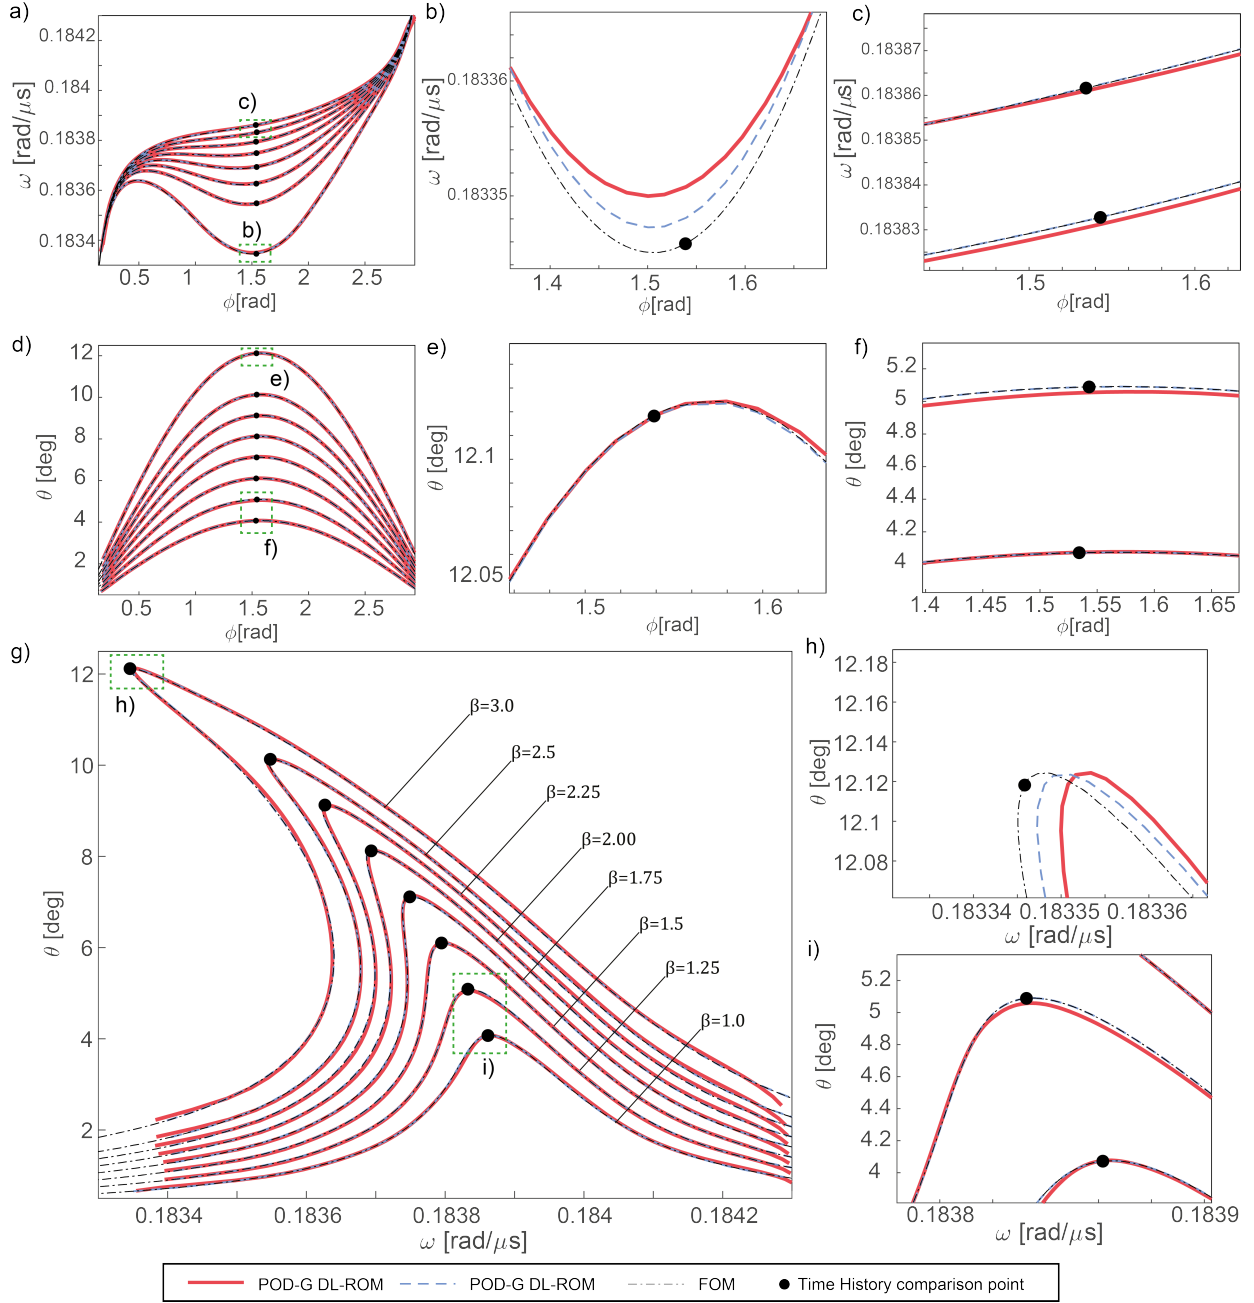 a)
0.1842
0.184
0.1838
0.1836
0.1834
ω [rad/μs]
c)
b)
0.5 1 1.5 2 2.5
ϕ[rad]
b)
0.183336
0.183335
ω [rad/μs]
1.4 1.5 1.6
ϕ[rad]
c)
0.18387
0.18386
0.18385
0.18384
0.18383
ω [rad/μs]
1.5 1.6
ϕ[rad]
d)
12
10
8
6
4
2
θ [deg]
e)
f)
0.5 1 1.5 2 2.5
ϕ[rad]
e)
12.1
12.05
θ [deg]
1.5 1.6
ϕ[rad]
f)
5.2
5
4.8
4.6
4.4
4.2
4
θ [deg]
1.4 1.45 1.5 1.55 1.6 1.65
ϕ[rad]
g)
12
10
8
6
4
2
θ [deg]
h)
β=3.0
β=2.5
β=2.25
β=2.00
β=1.75
β=1.5
β=1.25
β=1.0
i)
0.1834 0.1836 0.1838 0.184 0.1842
ω [rad/μs]
h)
12.18
12.16
12.14
12.12
12.1
12.08
θ [deg]
0.18334 0.18335 0.183336
ω [rad/μs]
i)
5.2
5
4.8
4.6
4.4
4.2
4
θ [deg]
0.1838 0.1839
ω [rad/μs]
POD-G DL-ROM POD-G DL-ROM FOM Time History comparison point